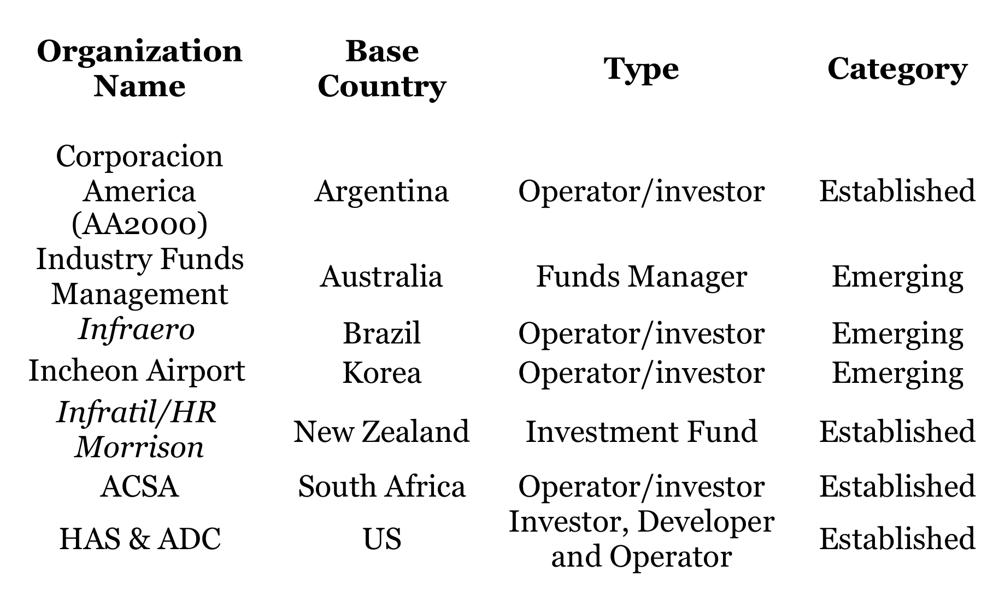 Organization Name Base Country Type Category
Corporacion America (AA2000) Argentina Operator/investor Established
Industry Funds Management Australia Funds Manager Emerging
Infraero Brazil Operator/investor Emerging
Incheon Airport Korea Operator/investor Emerging
Infratil/HR Morrison New Zealand Investment Fund Established
ACSA South Africa Operator/investor Established
HAS & ADC US Investor, Developer and Operator Established